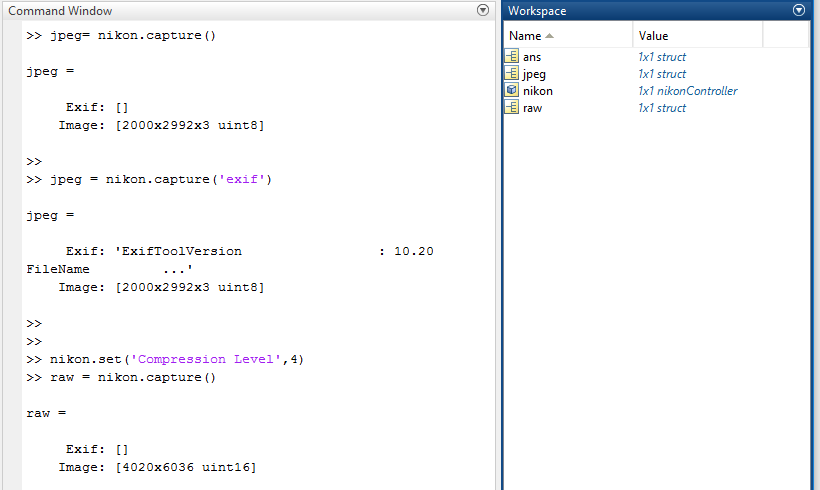 Command Window
>> jpeg= nikon.capture()
jpeg =
Exif: []
Image: [2000x2992x3 uint8]
>>
>> jpeg = nikon.capture('exif')
jpeg =
Exif: 'ExifToolVersion                 : 10.20
FileName         ...'
Image: [2000x2992x3 uint8]
>>
>>
>> nikon.set('Compression Level',4)
>> raw = nikon.capture()
raw =
Exif: []
Image: [4020x6036 uint16]
Workspace
Name Value
ans 1x1 struct
jpeg 1x1 struct
nikon 1x1 nikonController
raw 1x1 struct